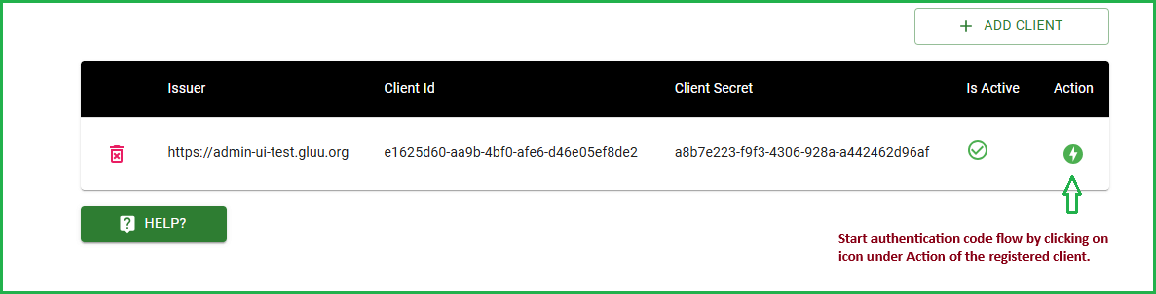 ADD CLIENT
Issuer Client Id Client Secret Is Active Action
https://admin-ui-test.gluu.org e1625d60-aa9b-4bf0-afe6-d46e05ef8de2 a8b7e223-f9f3-4306-928a-a442462d96af
HELP?
Start authentication code flow by clicking on
icon under Action of the registered client.